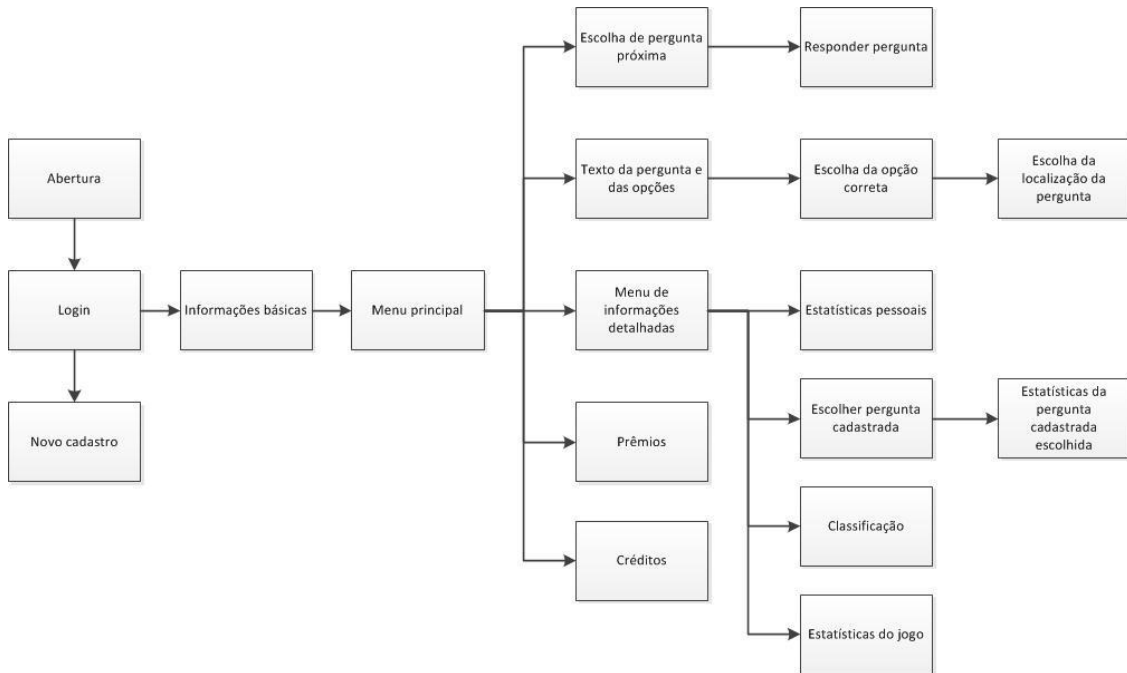 Escolha de pergunta
próxima
Responder pergunta
Abertura
Texto da pergunta e
das opções
Escolha da opção
correta
Escolha da
localização da
pergunta
Login
Informações básicas
Menu principal
Menu de
informações
detalhadas
Estatísticas pessoais
Novo cadastro
Prêmios
Escolher pergunta
cadastrada
Estatísticas da
pergunta
cadastrada
escolhida
Classificação
Créditos
Estatísticas do jogo